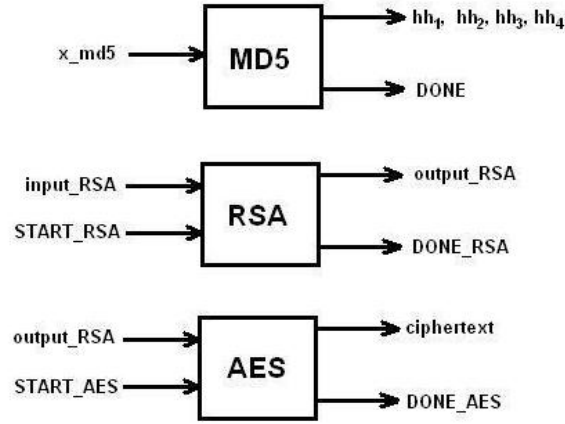 hh₁, hh₂, hh₃, hh₄
x_md5
MD5
DONE
input_RSA
output_RSA
RSA
START_RSA
DONE_RSA
output_RSA
ciphertext
AES
START_AES
DONE_AES